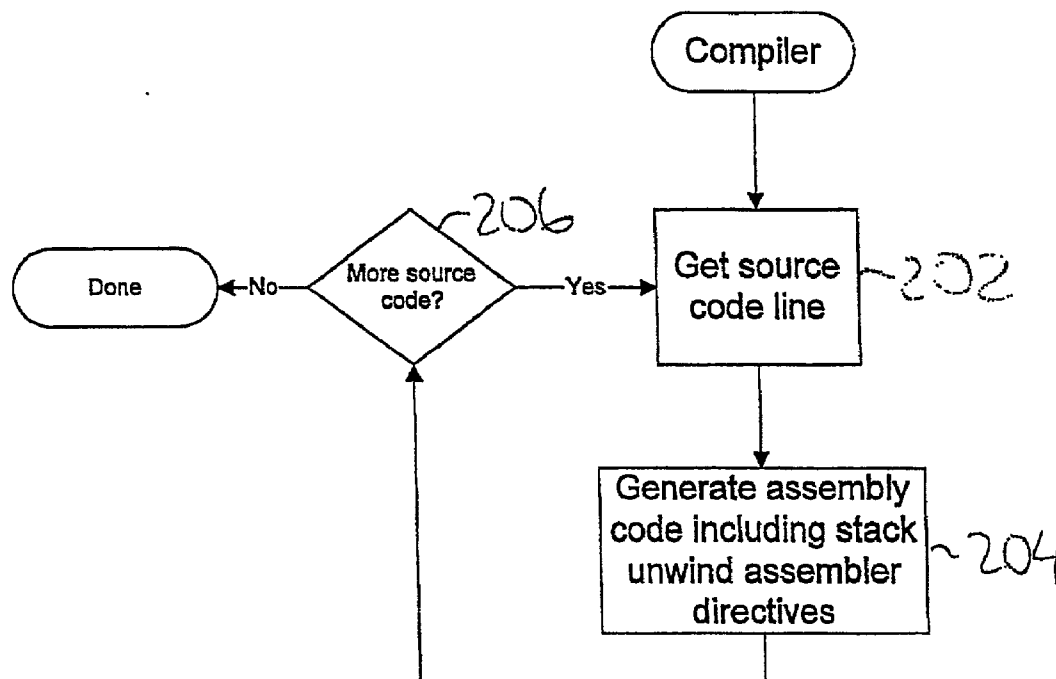 Compiler
206
Get source
code line
202
More source
code?
Yes
No
Done
Generate assembly
code including stack
unwind assembler
directives
204